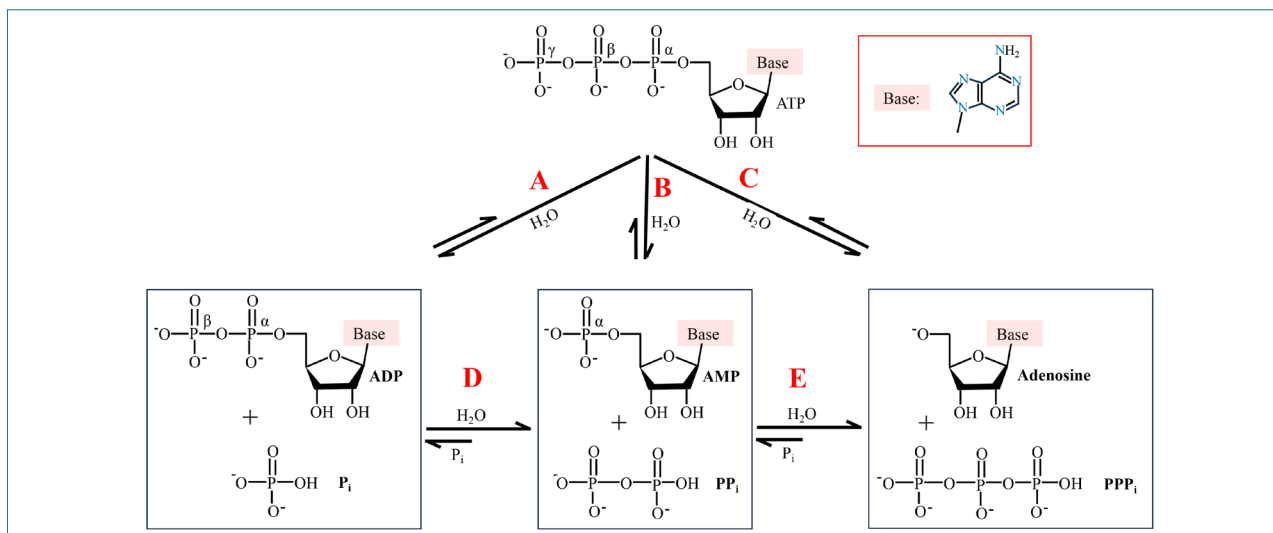 O O O
γ β α
⁻O P O P O P O Base
O⁻ O⁻ O⁻ O
ATP
OH OH
NH₂
N N
Base:
N N
A B C
H₂O H₂O H₂O
O O
β α
⁻O P O P O Base
O⁻ O⁻ O
ADP
OH OH
+
O
⁻O P OH Pᵢ
O⁻
D
H₂O
Pᵢ
O
α
⁻O P O Base
O⁻ O
AMP
OH OH
+
O O
⁻O P O P OH PPᵢ
O⁻ O⁻
E
H₂O
Pᵢ
⁻O Base
O
Adenosine
OH OH
+
O O O
⁻O P O P O P OH PPPᵢ
O⁻ O⁻ O⁻